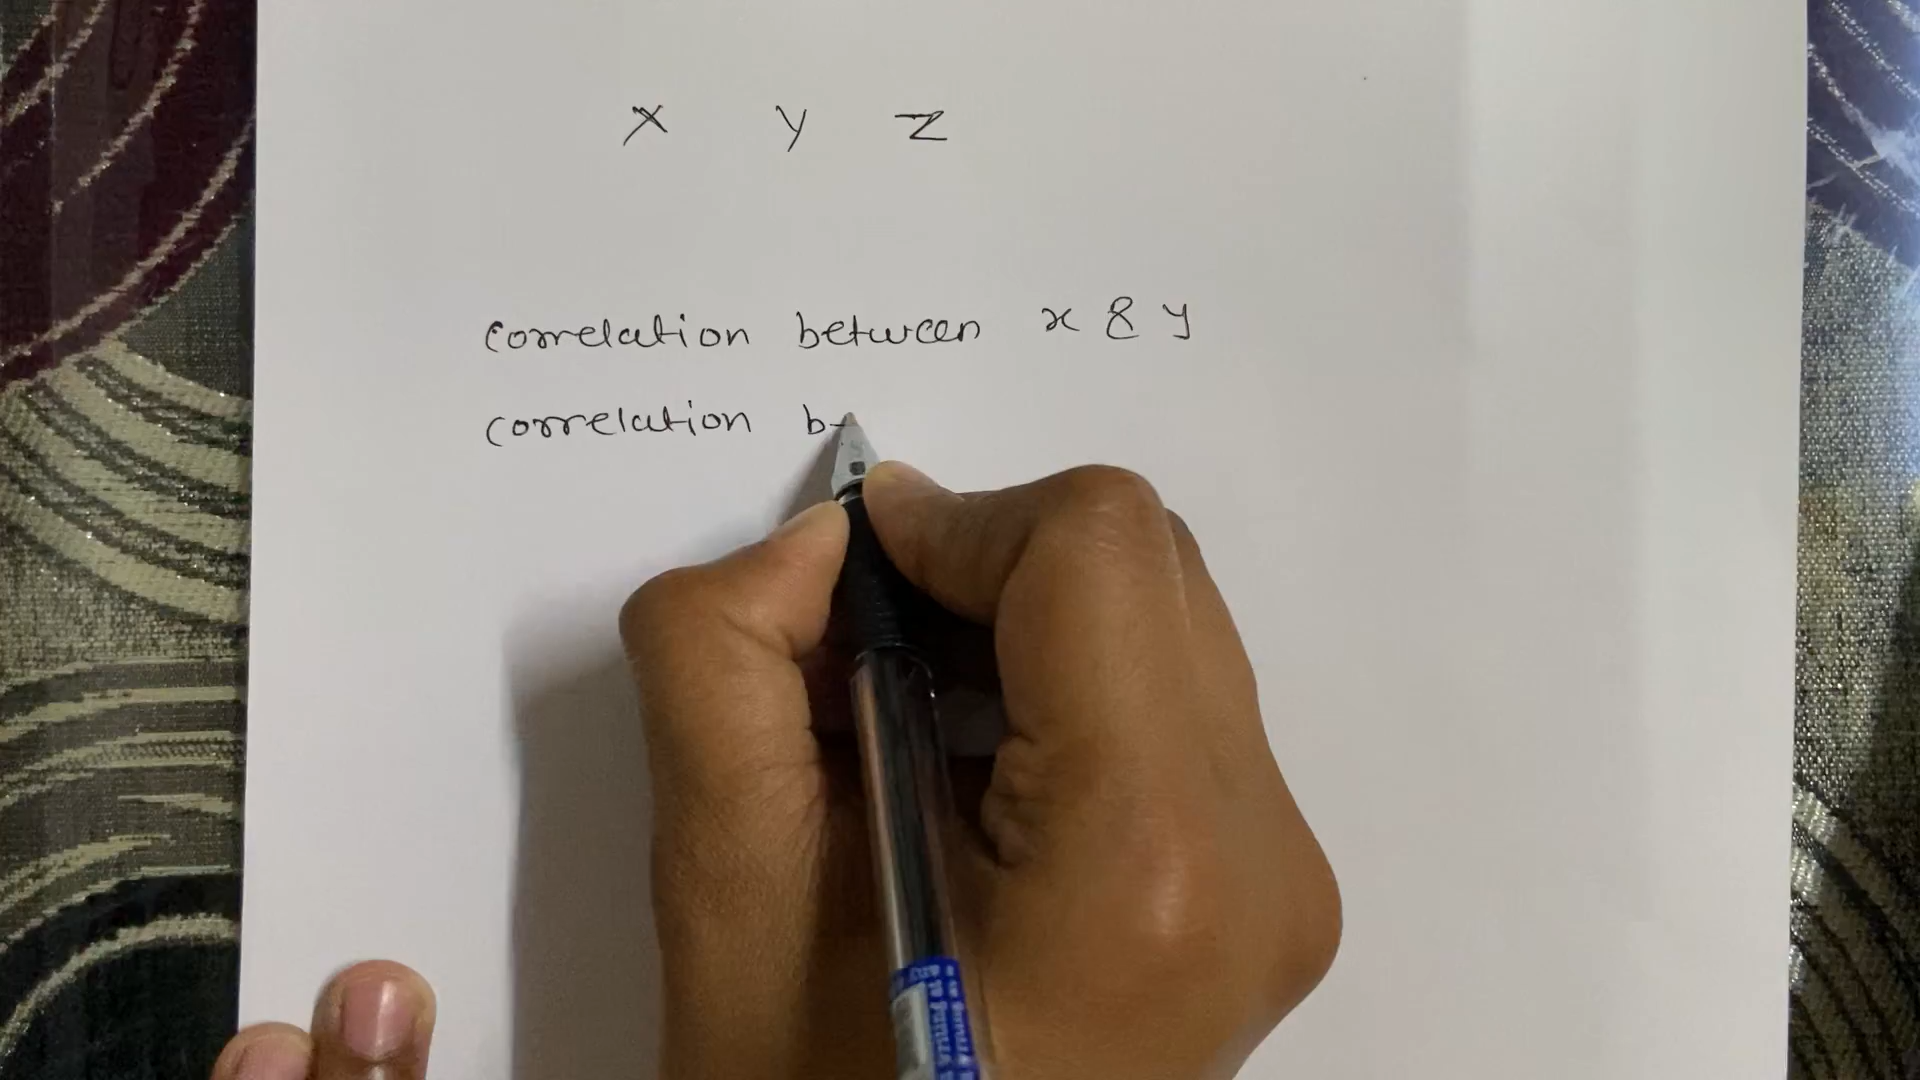 X Y Z
correlation between x & y
correlation b